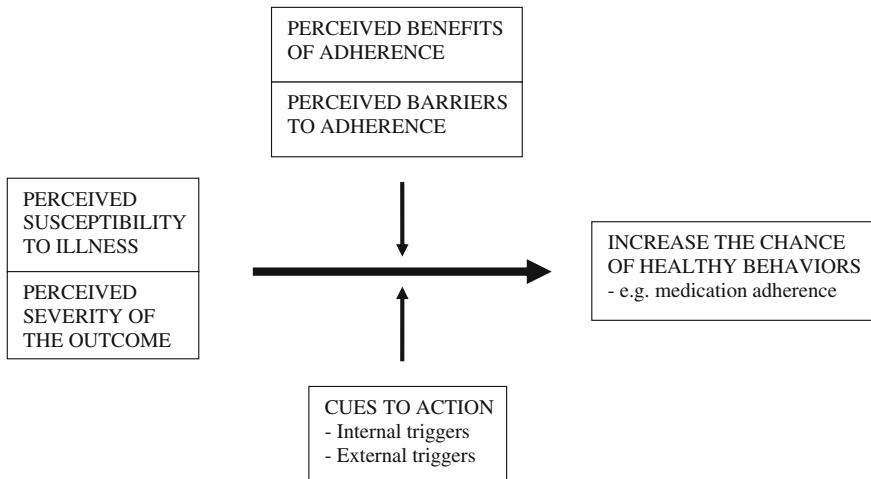 PERCEIVED BENEFITS
OF ADHERENCE
PERCEIVED BARRIERS
TO ADHERENCE
PERCEIVED
SUSCEPTIBILITY
TO ILLNESS
PERCEIVED
SEVERITY OF
THE OUTCOME
INCREASE THE CHANCE
OF HEALTHY BEHAVIORS
- e.g. medication adherence
CUES TO ACTION
- Internal triggers
- External triggers